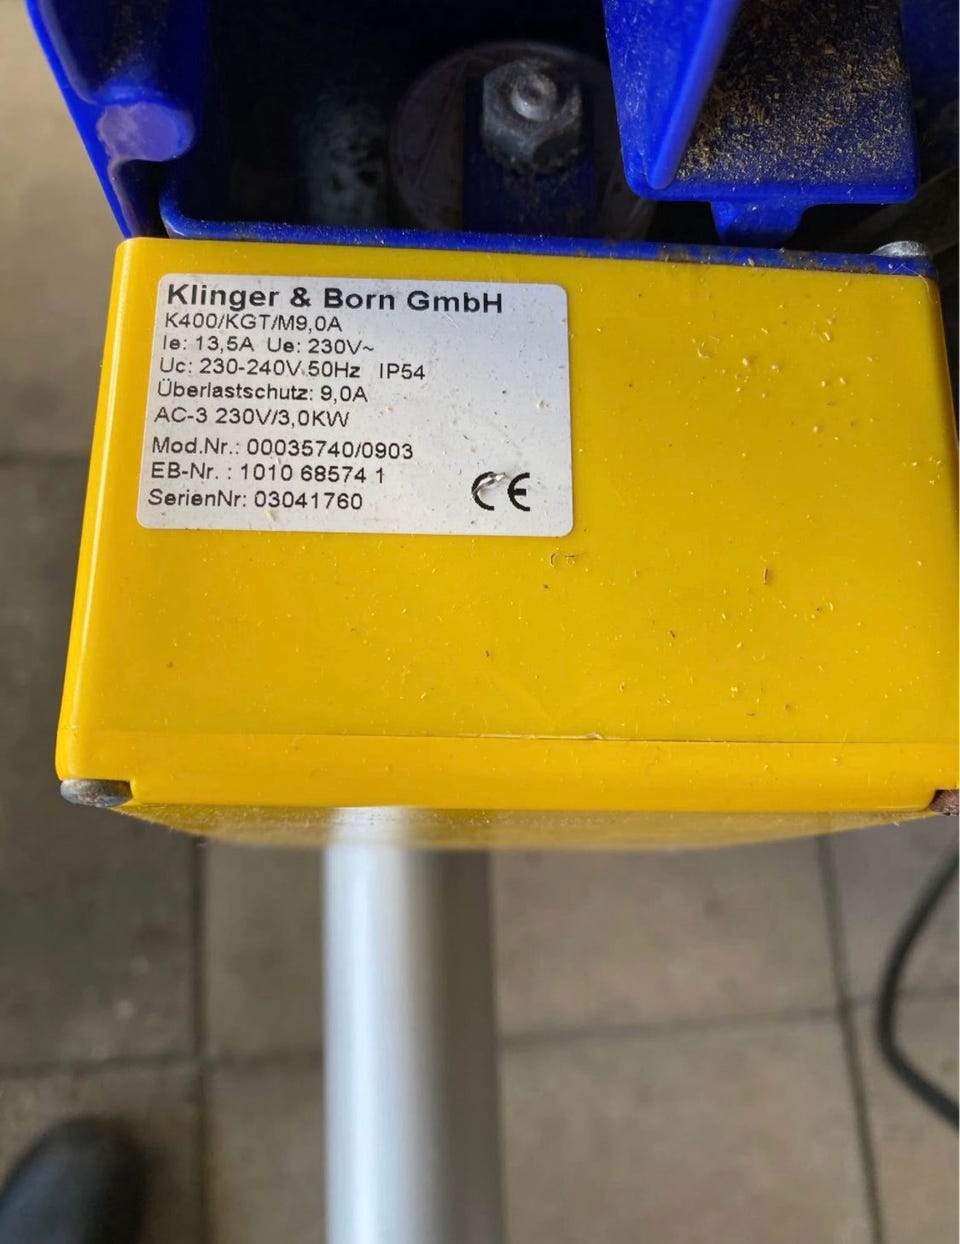 Klinger & Born GmbH
K400/KGT/M9,0A
Ie: 13,5A Ue: 230V~
Uc: 230-240V 50Hz IP54
Überlastschutz: 9,0A
AC-3 230V/3,0KW
Mod.Nr.: 00035740/0903
EB-Nr. : 1010 68574 1
SerienNr: 03041760
CE